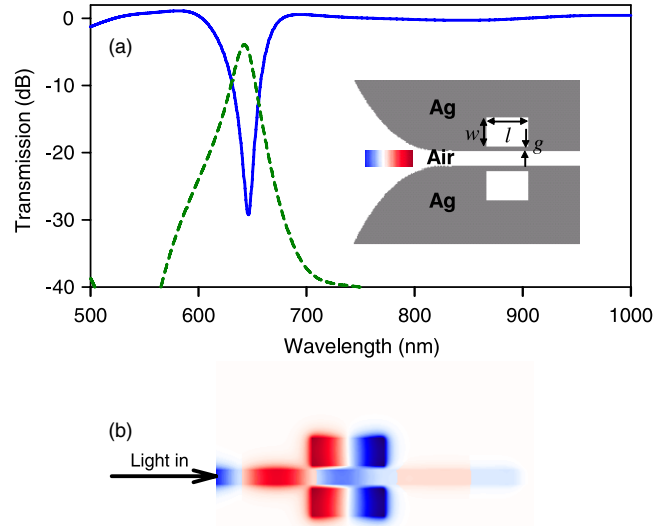 (a)
Transmission (dB)
0
-10
-20
-30
-40
Ag
w
l
g
Air
Ag
500
600
700
800
900
1000
Wavelength (nm)
(b)
Light in